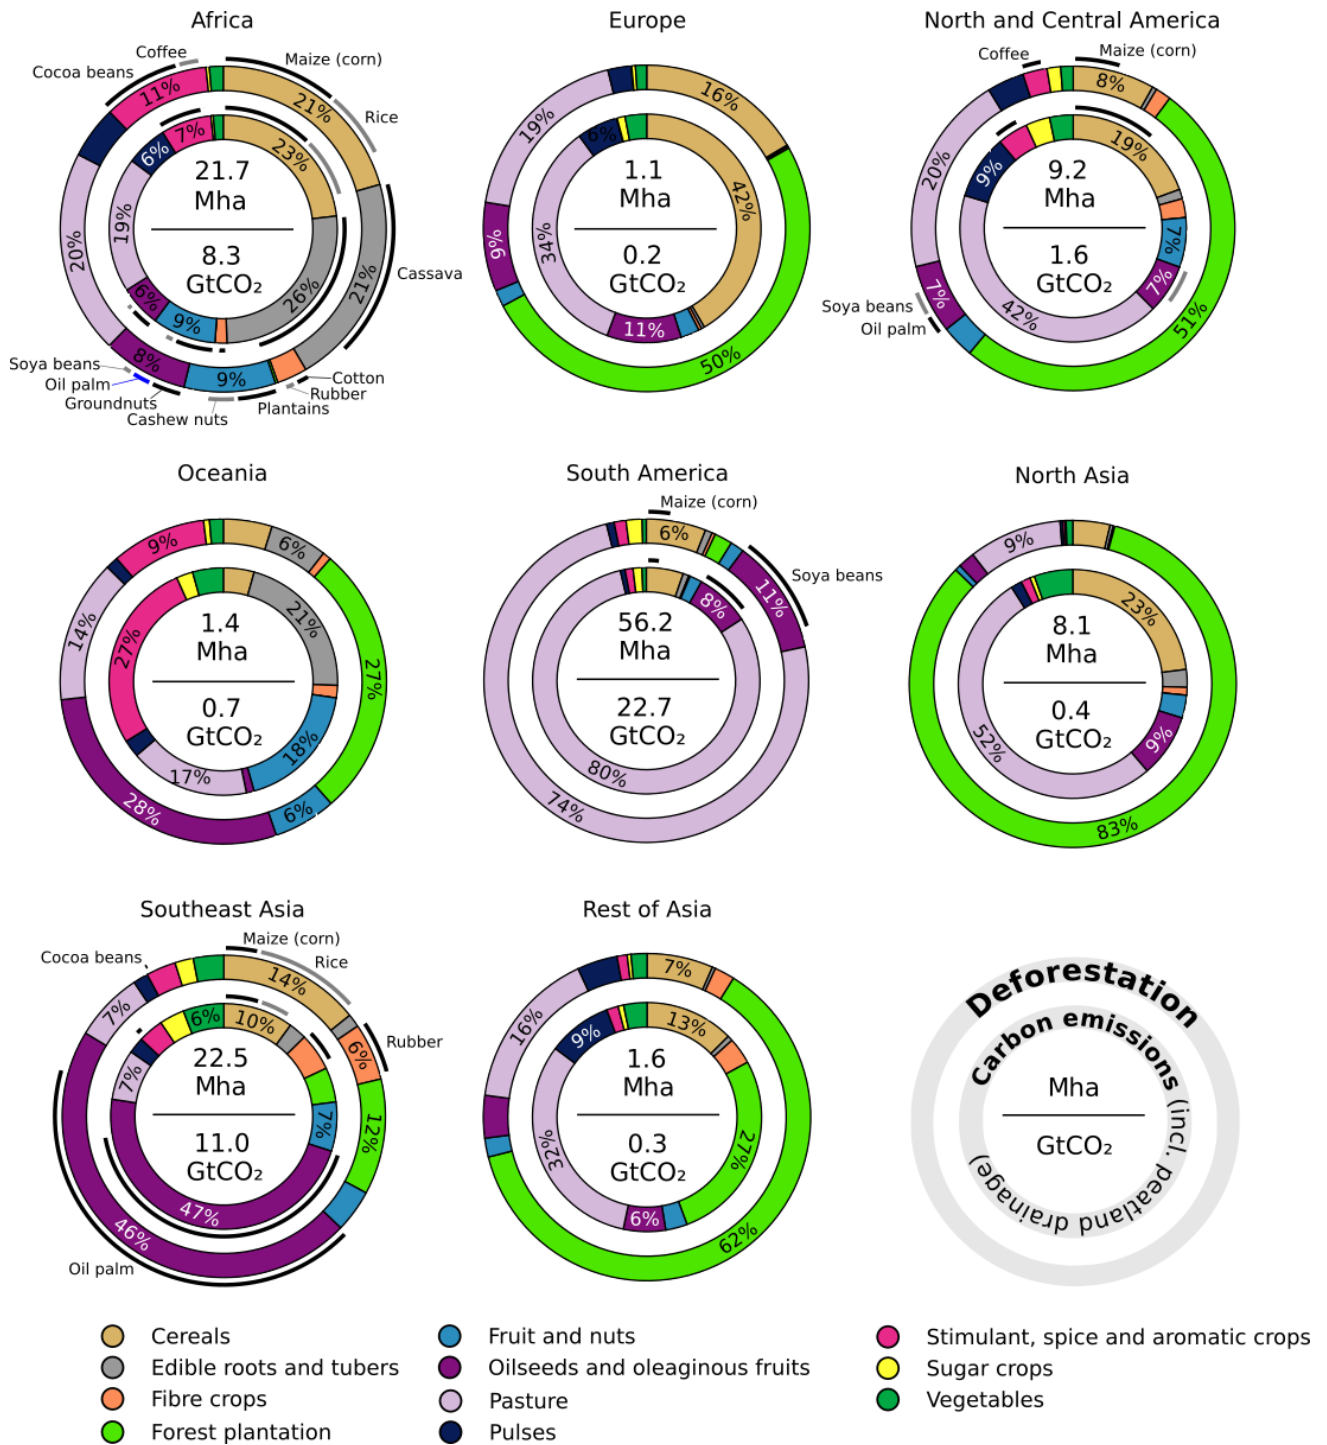 Africa
Europe
North and Central America
Coffee
Cocoa beans
Maize (corn)
Rice
Cassava
Cotton
Rubber
Plantains
Cashew nuts
Groundnuts
Oil palm
Soya beans
11%
21%
21%
9%
8%
20%
7%
23%
26%
9%
6%
19%
6%
21.7
Mha
8.3
GtCO₂
16%
50%
9%
19%
6%
42%
11%
34%
1.1
Mha
0.2
GtCO₂
Coffee
Maize (corn)
Soya beans
Oil palm
8%
51%
7%
20%
19%
7%
7%
42%
9%
9.2
Mha
1.6
GtCO₂
Oceania
South America
North Asia
6%
27%
6%
28%
14%
9%
21%
18%
17%
27%
1.4
Mha
0.7
GtCO₂
Maize (corn)
Soya beans
6%
11%
74%
8%
80%
56.2
Mha
22.7
GtCO₂
9%
83%
23%
9%
52%
8.1
Mha
0.4
GtCO₂
Southeast Asia
Rest of Asia
Cocoa beans
Maize (corn)
Rice
Rubber
Oil palm
14%
6%
12%
46%
7%
6%
10%
7%
47%
7%
22.5
Mha
11.0
GtCO₂
7%
62%
16%
9%
13%
27%
6%
32%
1.6
Mha
0.3
GtCO₂
Deforestation
Carbon emissions (incl. peatland drainage)
Mha
GtCO₂
Cereals
Edible roots and tubers
Fibre crops
Forest plantation
Fruit and nuts
Oilseeds and oleaginous fruits
Pasture
Pulses
Stimulant, spice and aromatic crops
Sugar crops
Vegetables